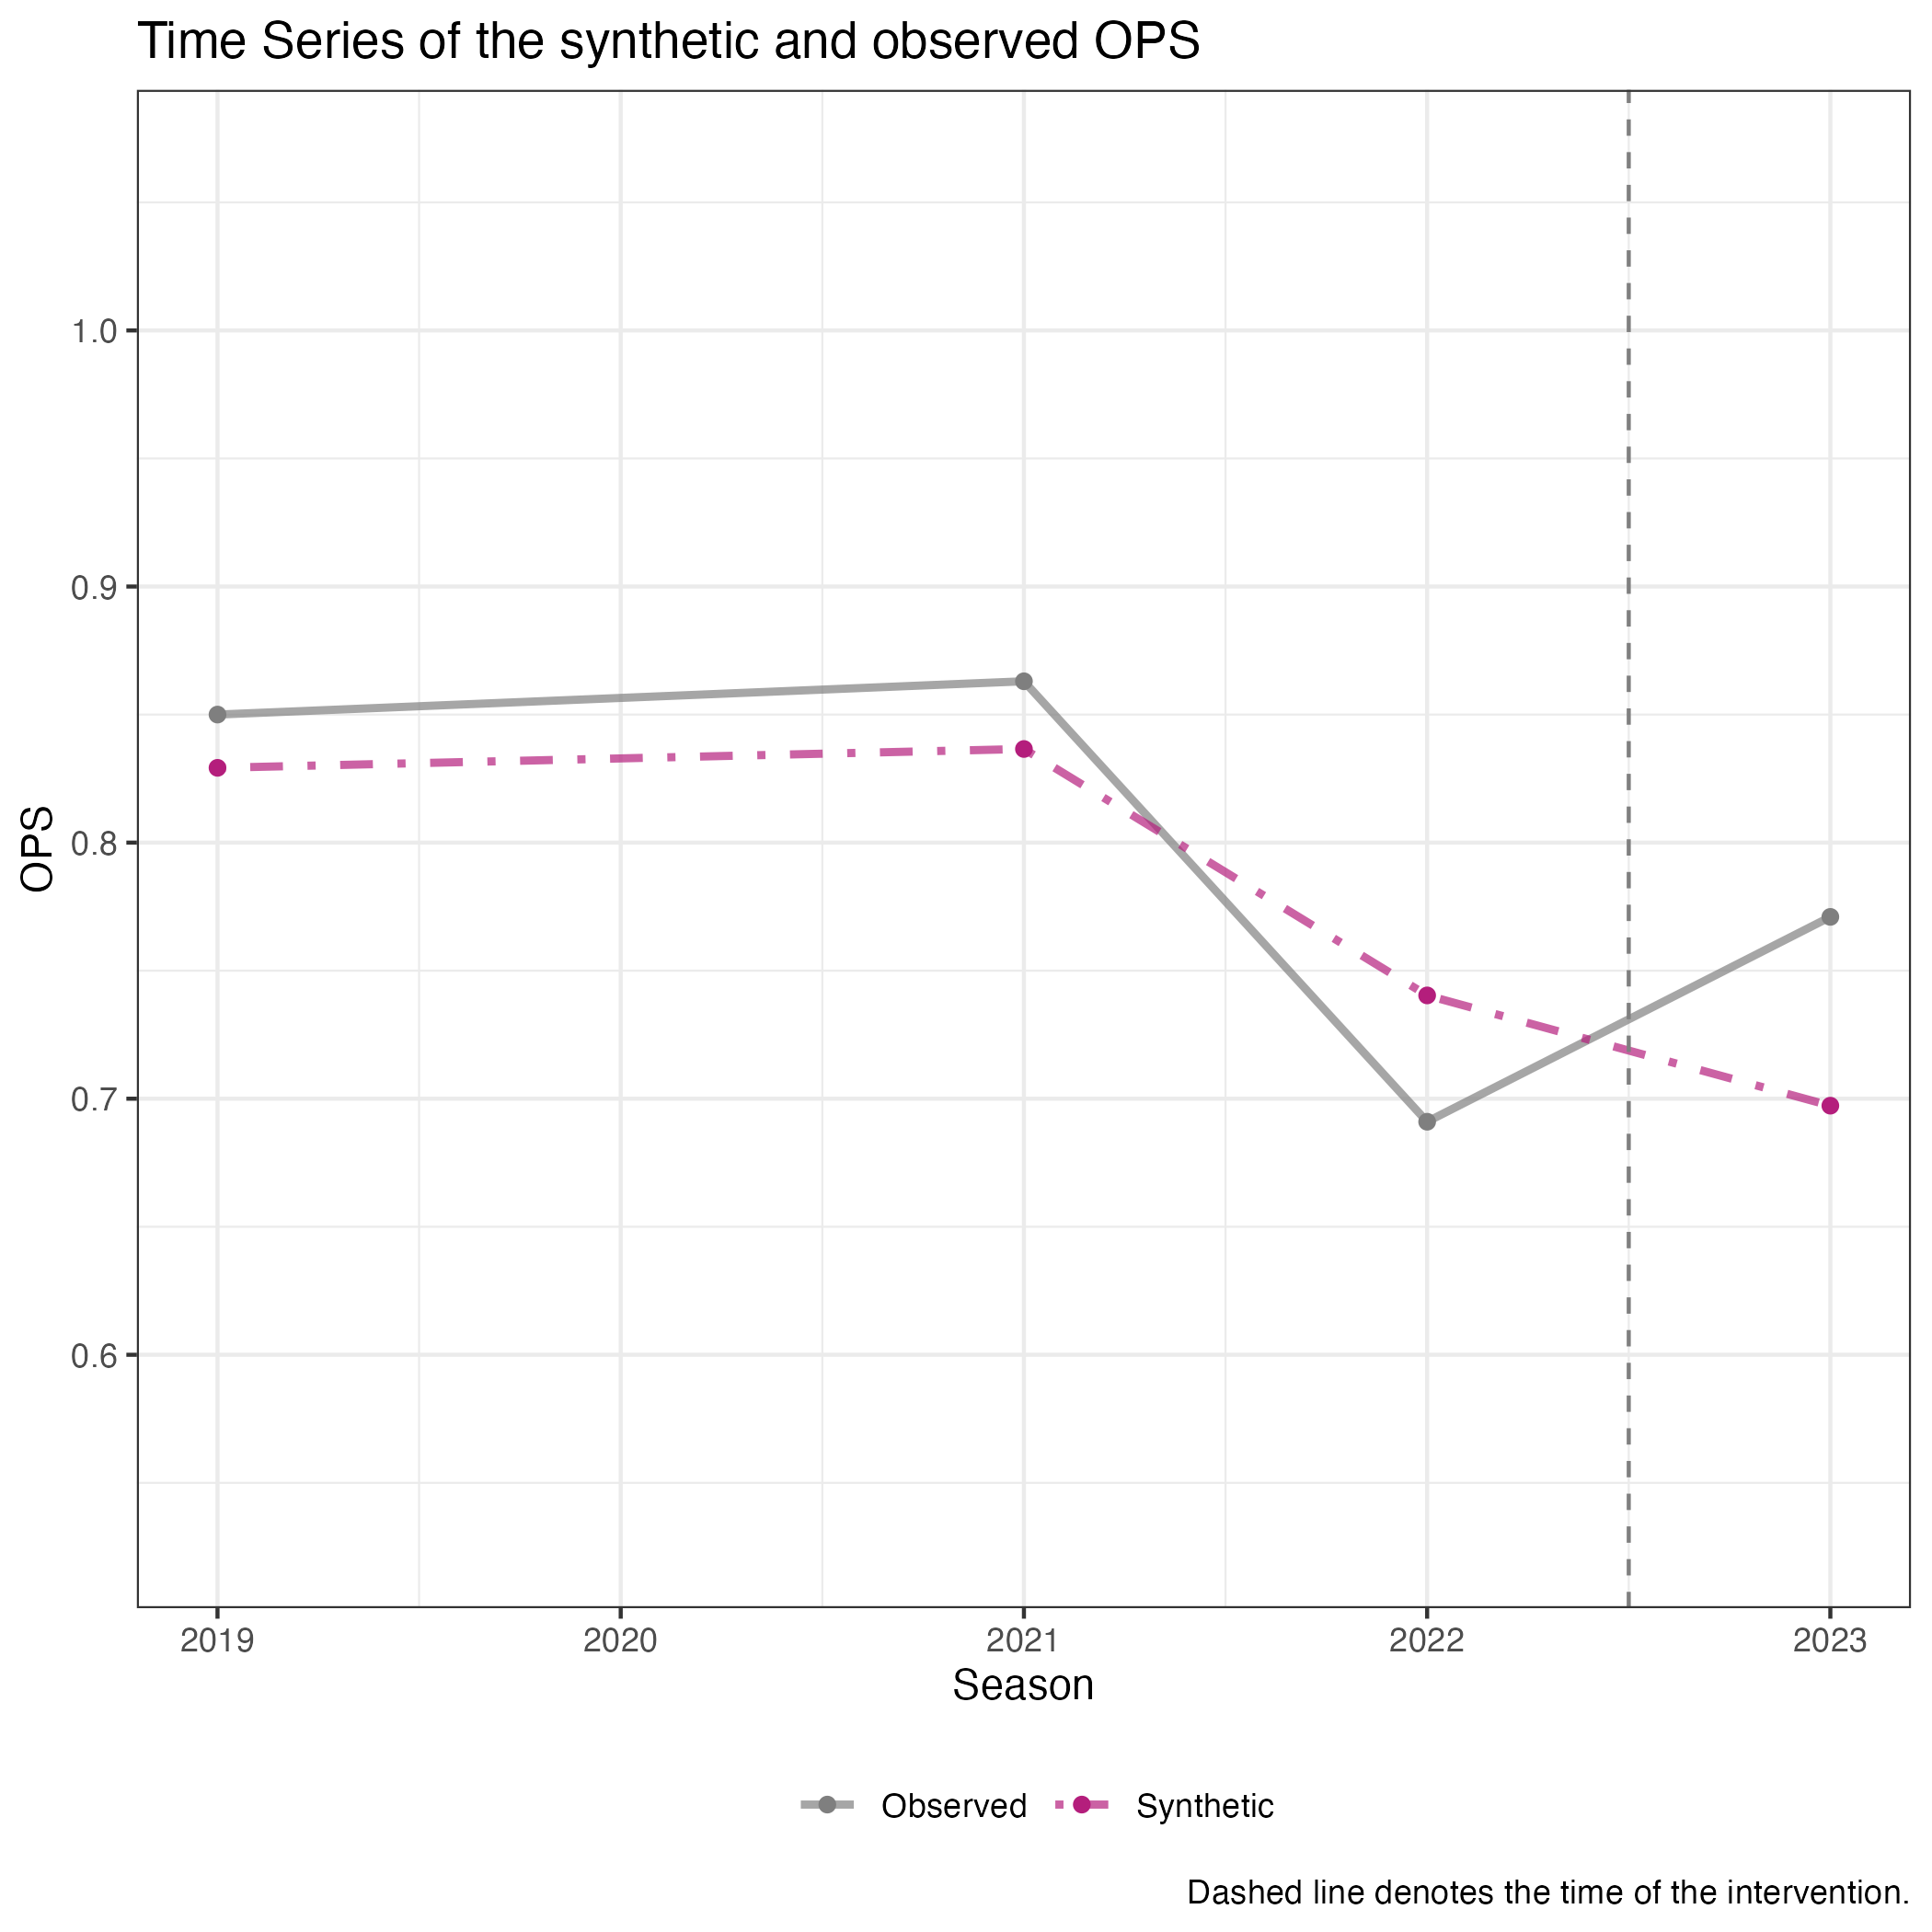 Time Series of the synthetic and observed OPS
OPS
1.0
0.9
0.8
0.7
0.6
2019 2020 2021 2022 2023
Season
Observed Synthetic
Dashed line denotes the time of the intervention.